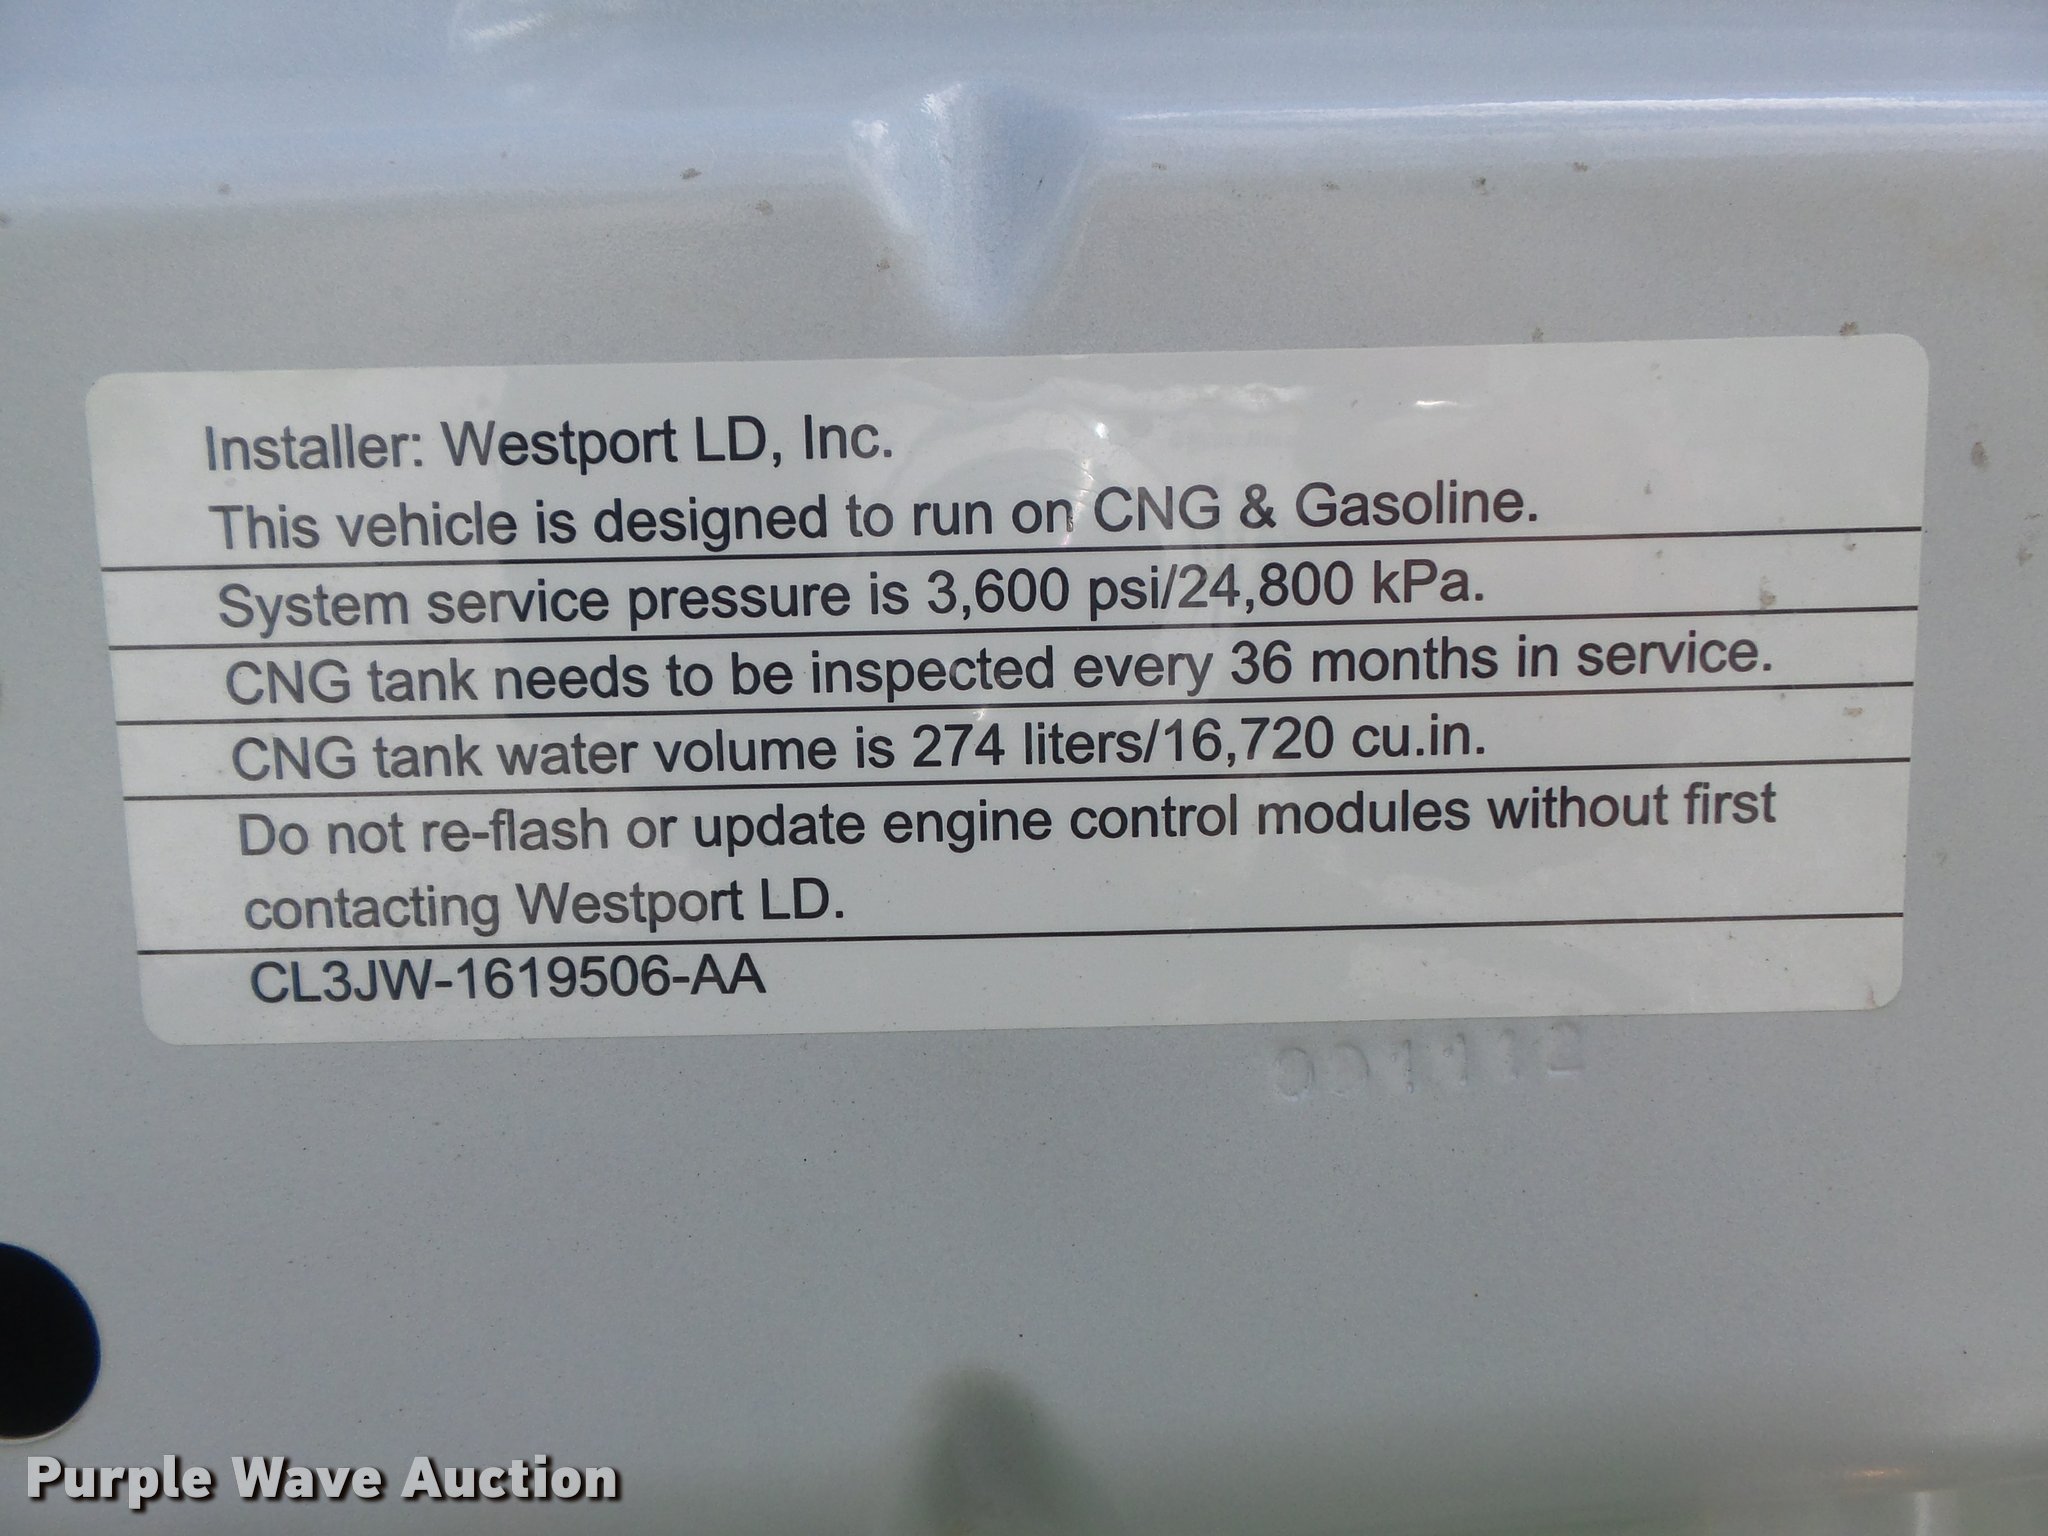 Installer: Westport LD, Inc.
This vehicle is designed to run on CNG & Gasoline.
System service pressure is 3,600 psi/24,800 kPa.
CNG tank needs to be inspected every 36 months in service.
CNG tank water volume is 274 liters/16,720 cu.in.
Do not re-flash or update engine control modules without first
contacting Westport LD.
CL3JW-1619506-AA
Purple Wave Auction